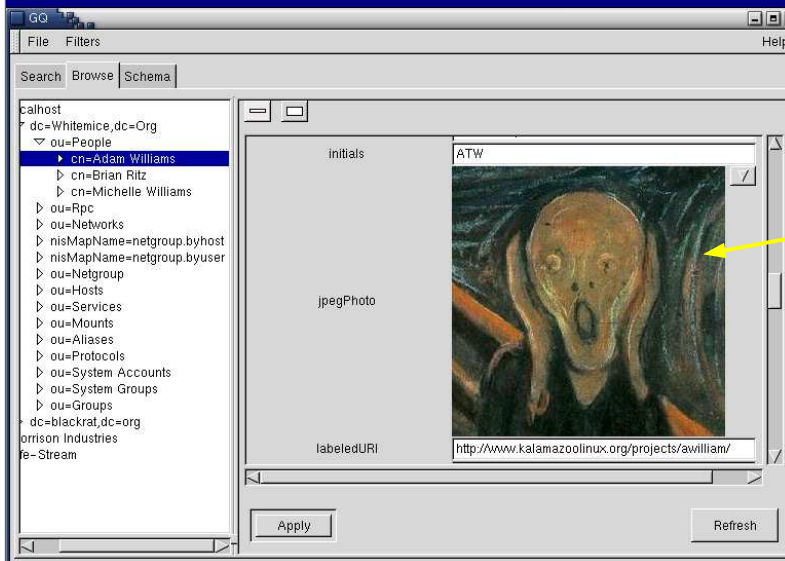 GQ
File Filters Help
Search Browse Schema
calhost
dc=Whitemice,dc=Org
ou=People
cn=Adam Williams
cn=Brian Ritz
cn=Michelle Williams
ou=Rpc
ou=Networks
nisMapName=netgroup.byhost
nisMapName=netgroup.byuser
ou=Netgroup
ou=Hosts
ou=Services
ou=Mounts
ou=Aliases
ou=Protocols
ou=System Accounts
ou=System Groups
ou=Groups
dc=blackrat,dc=org
orrison Industries
fe-Stream
initials ATW
jpegPhoto
labeledURI http://www.kalamazoolinux.org/projects/awilliam/
Apply Refresh